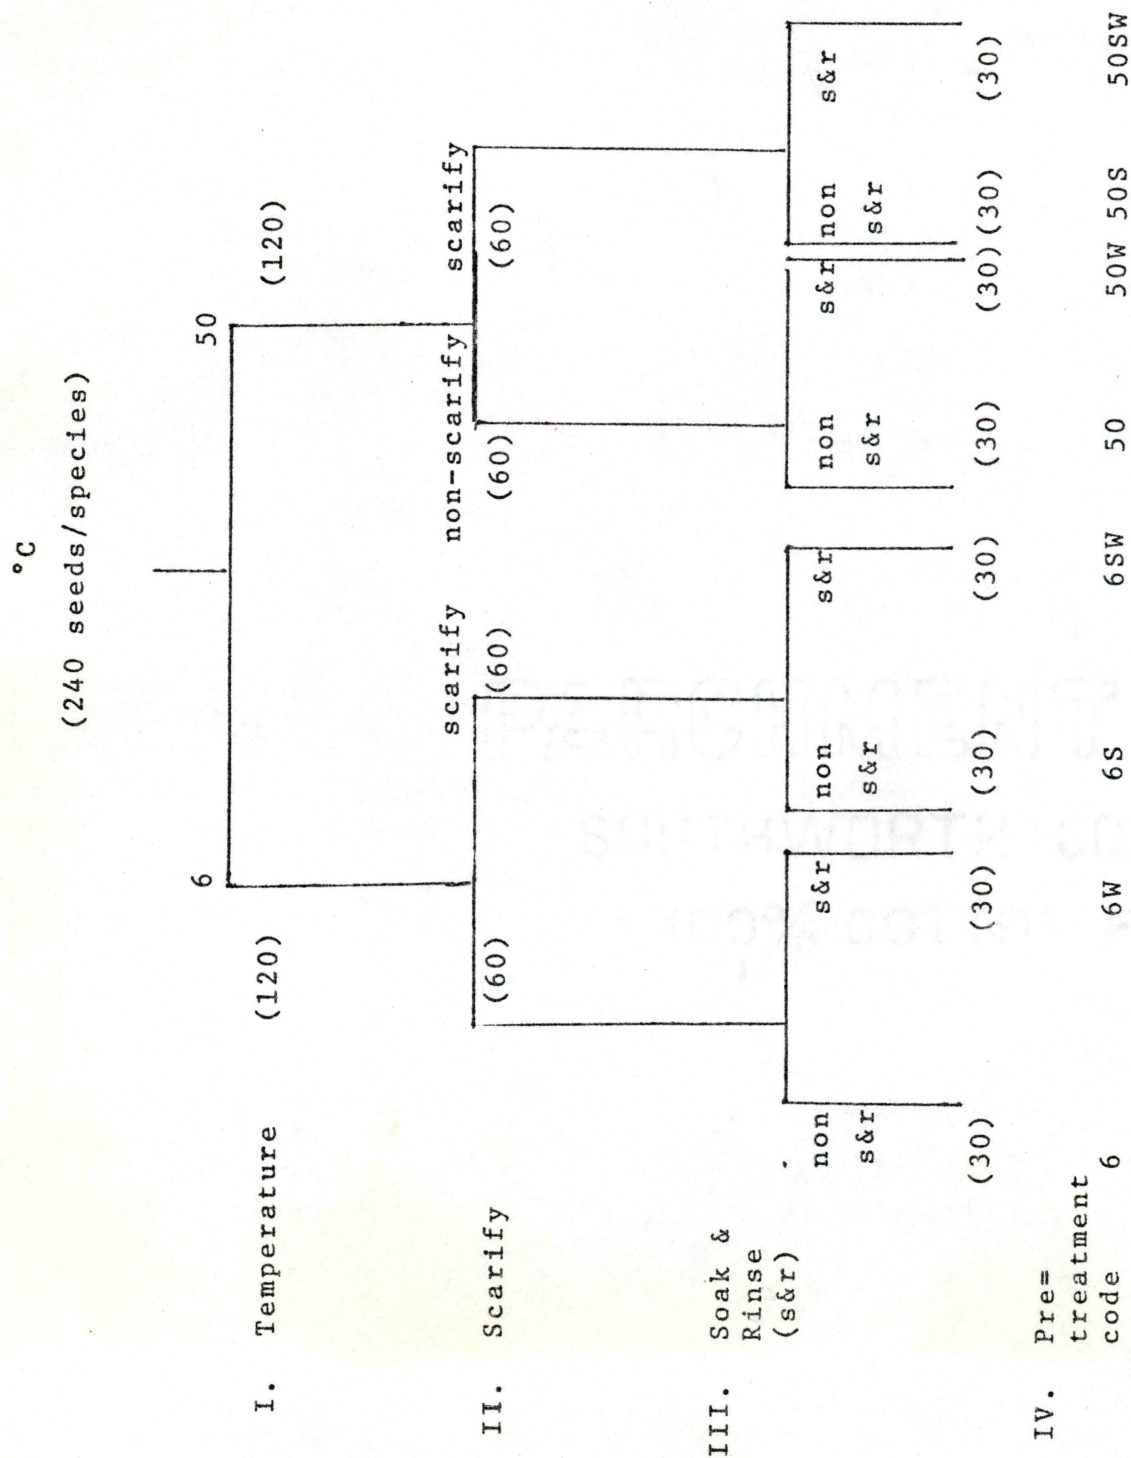 °C
(240 seeds/species)
6 50
I. Temperature (120) (120)
scarify non-scarify scarify
II. Scarify (60) (60) (60) (60)
III. Soak &
Rinse
(s&r)
non
s&r
s&r
non
s&r
s&r
non
s&r
s&r
non
s&r
s&r
(30) (30) (30) (30) (30) (30) (30) (30)
IV. Pre=
treatment
code 6 6W 6S 6SW 50 50W 50S 50SW